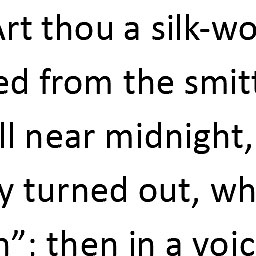 Art thou a silk-wo
ed from the smitt
ll near midnight,
y turned out, wh
n”: then in a voic